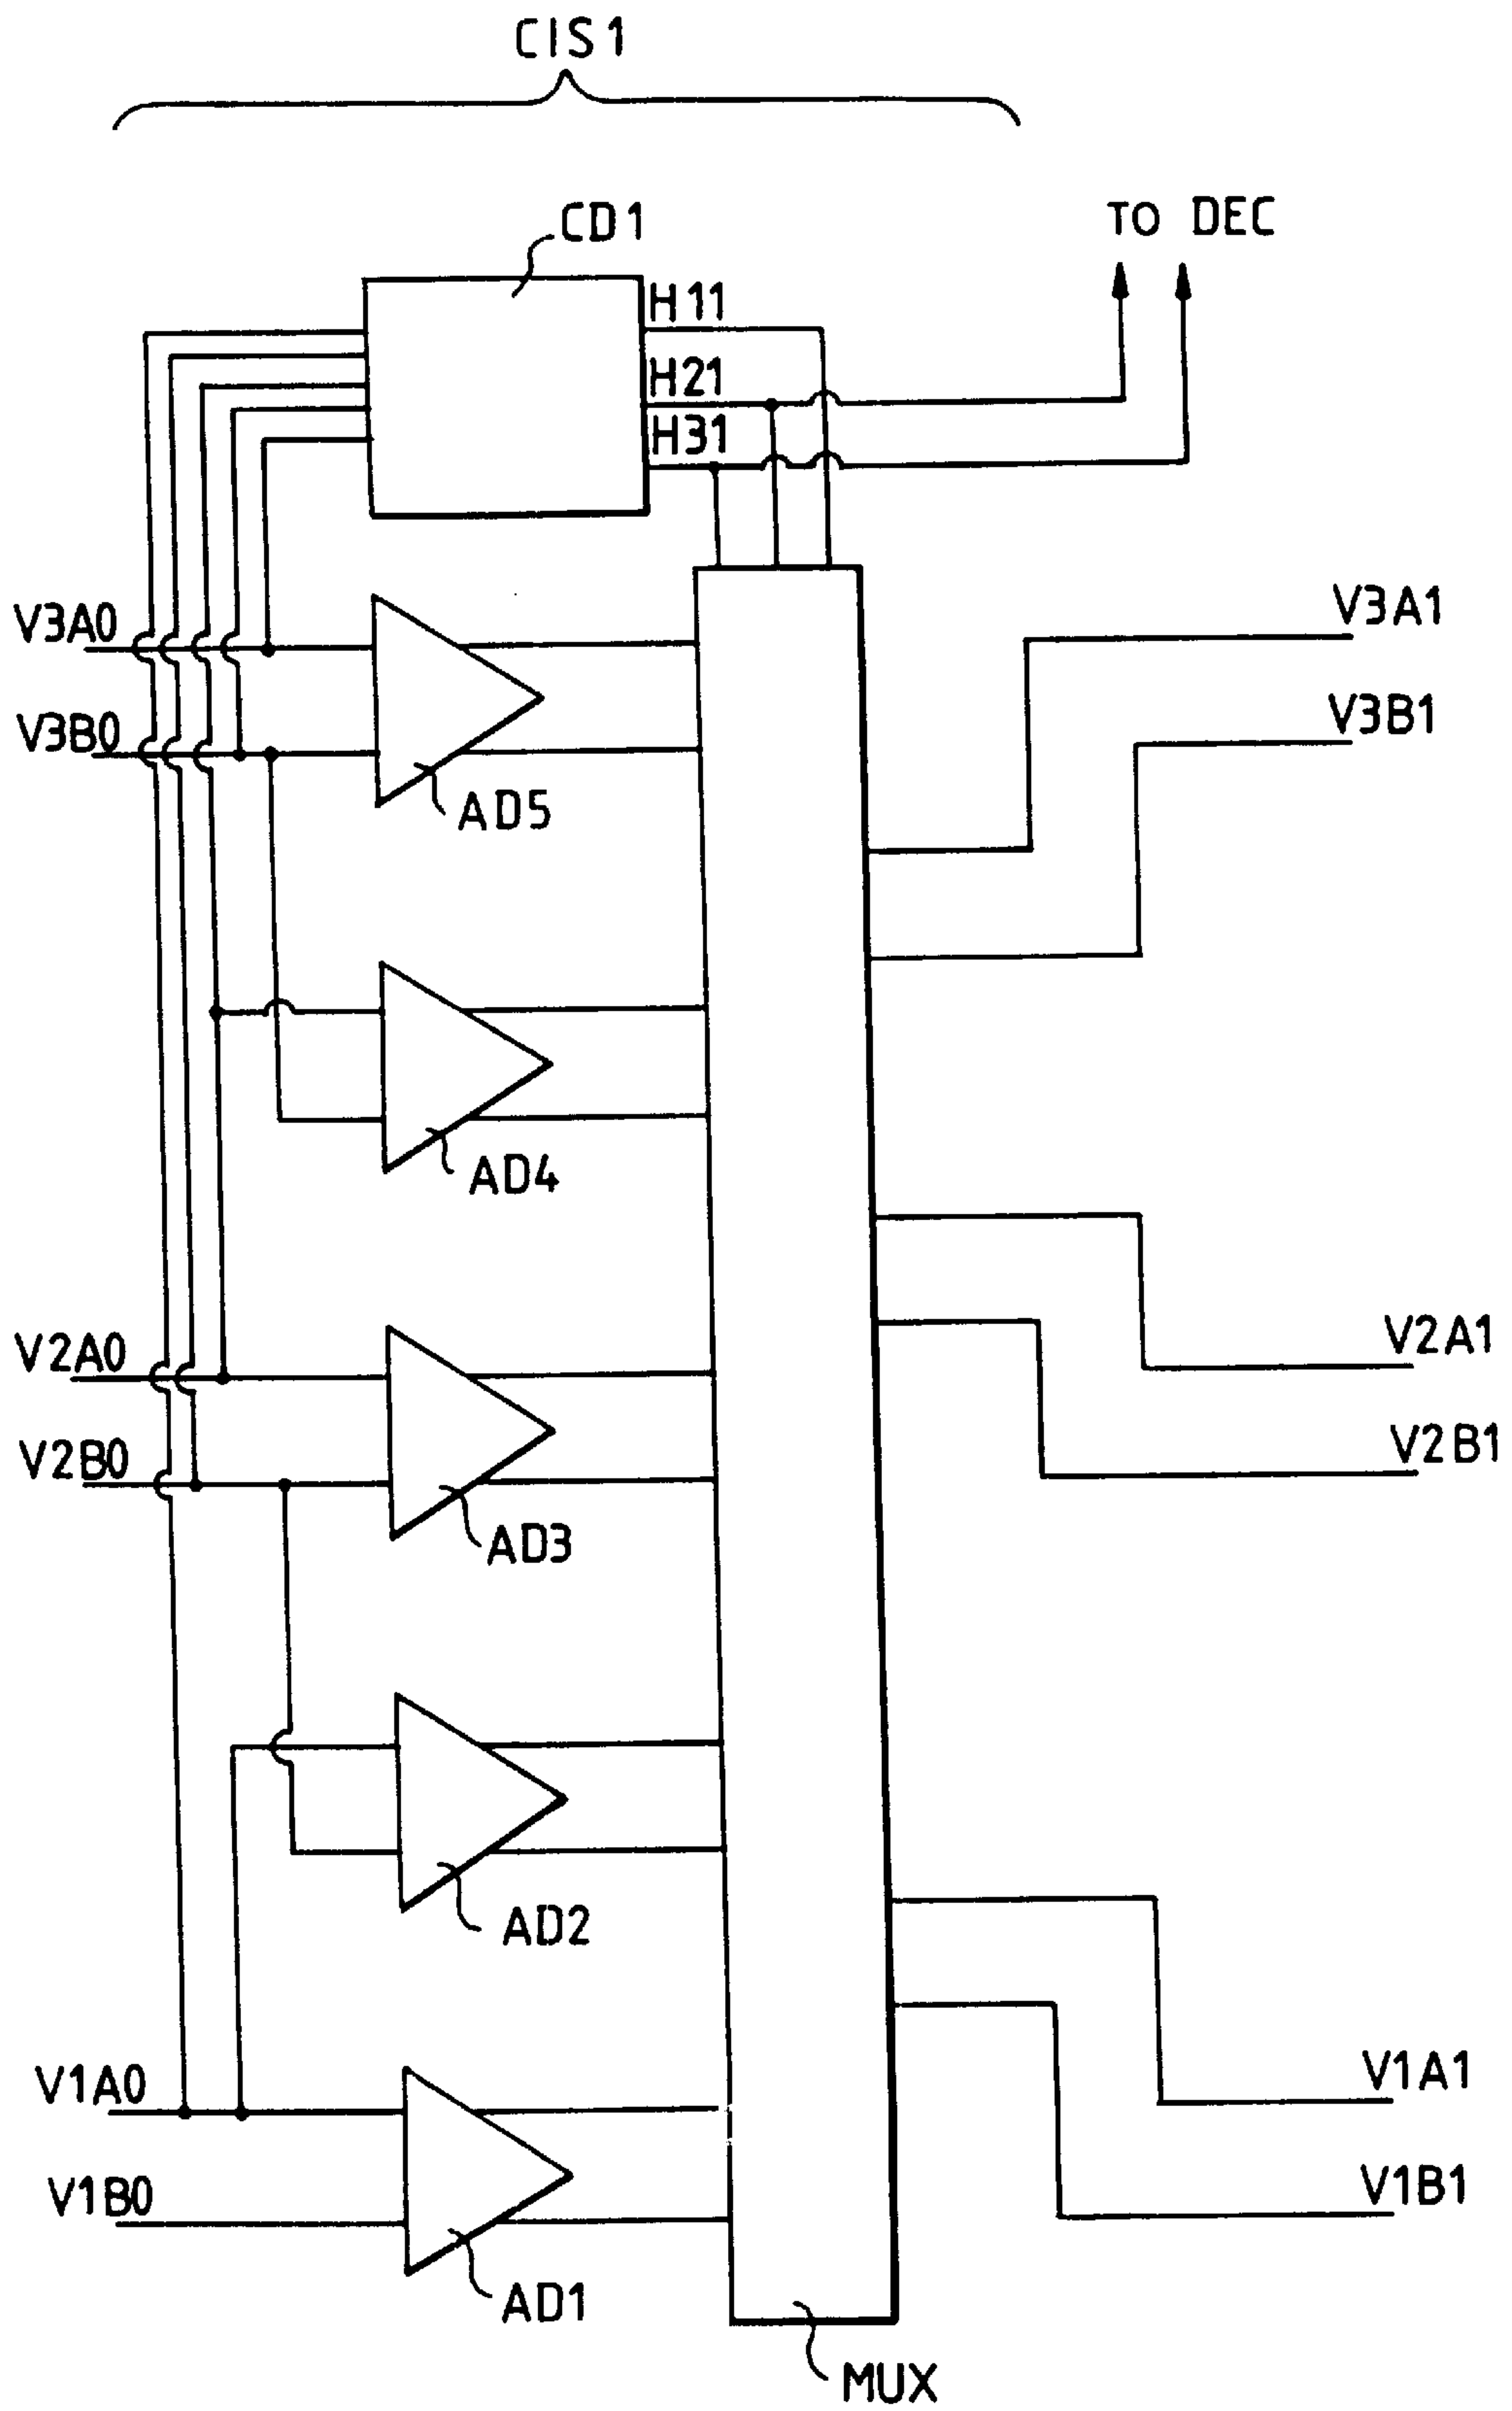 CIS1
CD1
TO DEC
H11
H21
H31
V3A0
V3A1
V3B0
V3B1
AD5
AD4
V2A0
V2A1
V2B0
V2B1
AD3
AD2
V1A0
V1A1
V1B0
V1B1
AD1
MUX